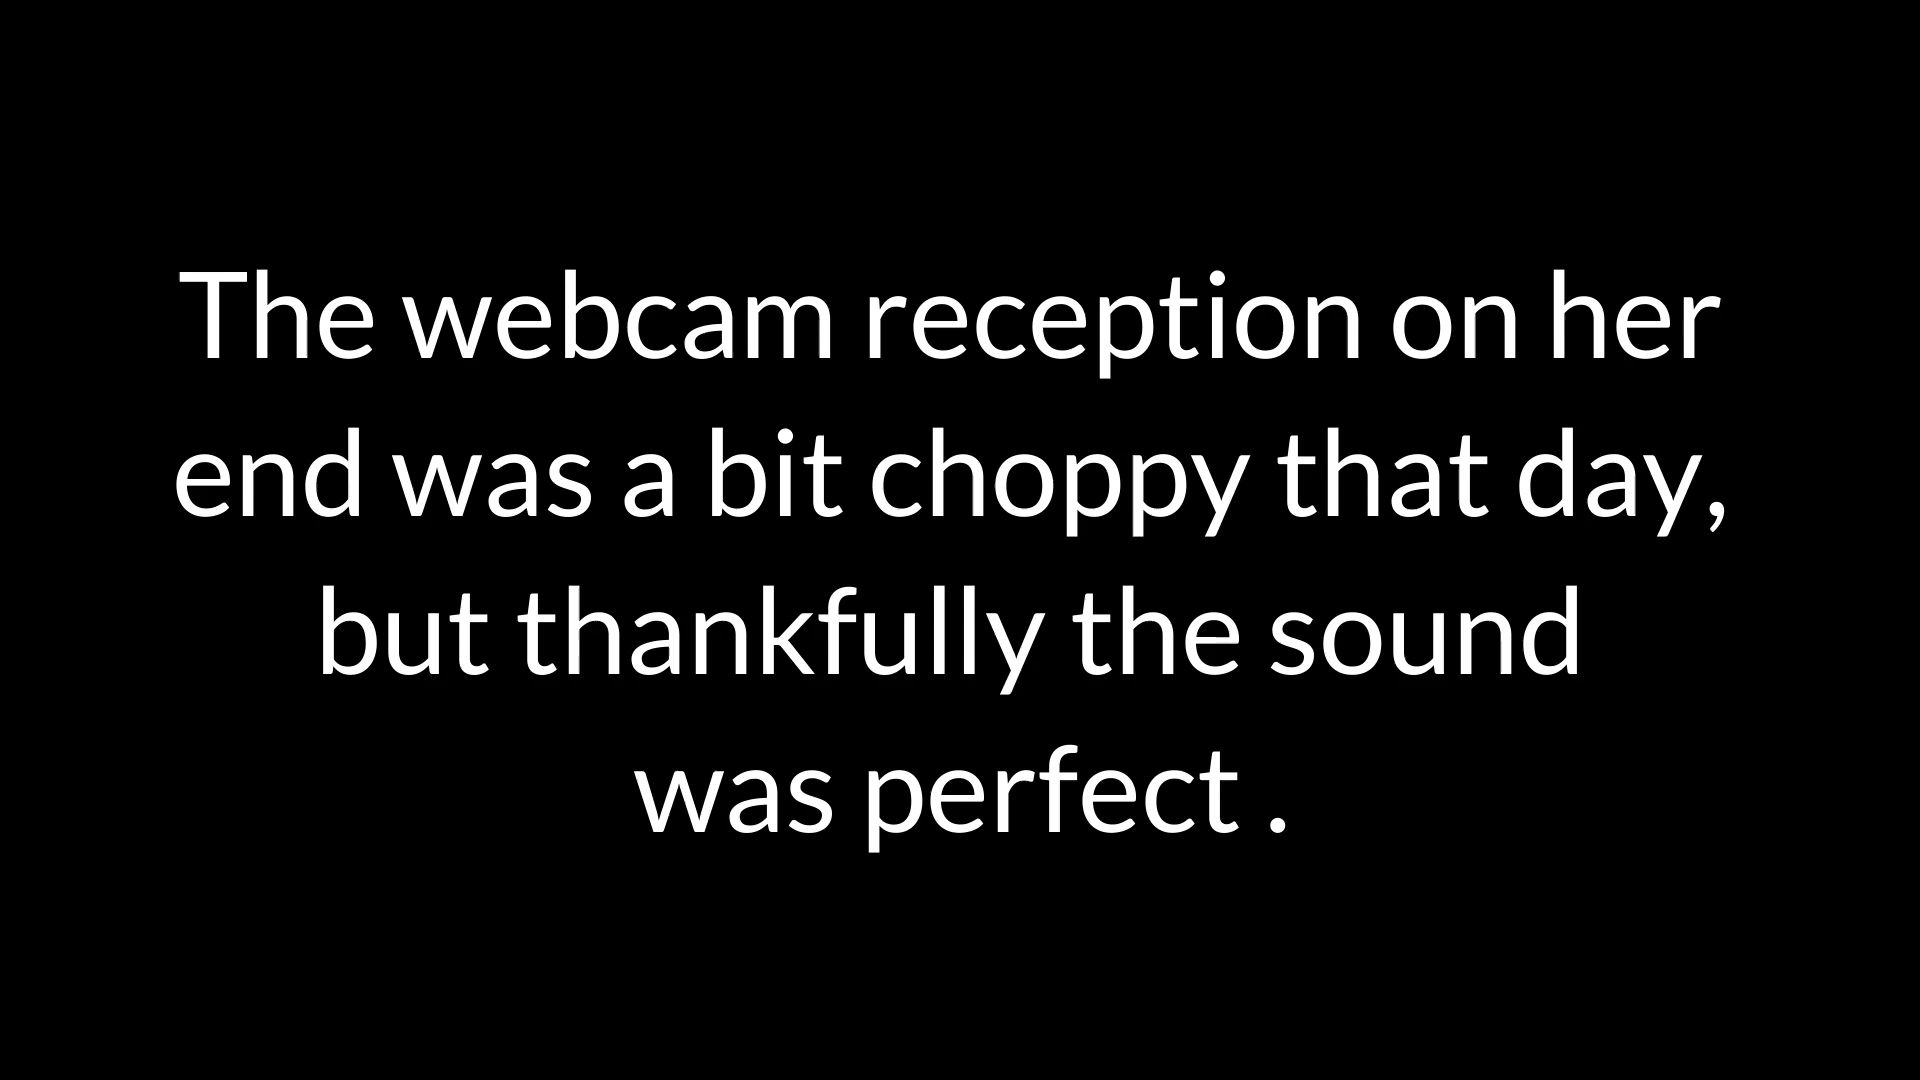 The webcam reception on her
end was a bit choppy that day,
but thankfully the sound
was perfect .